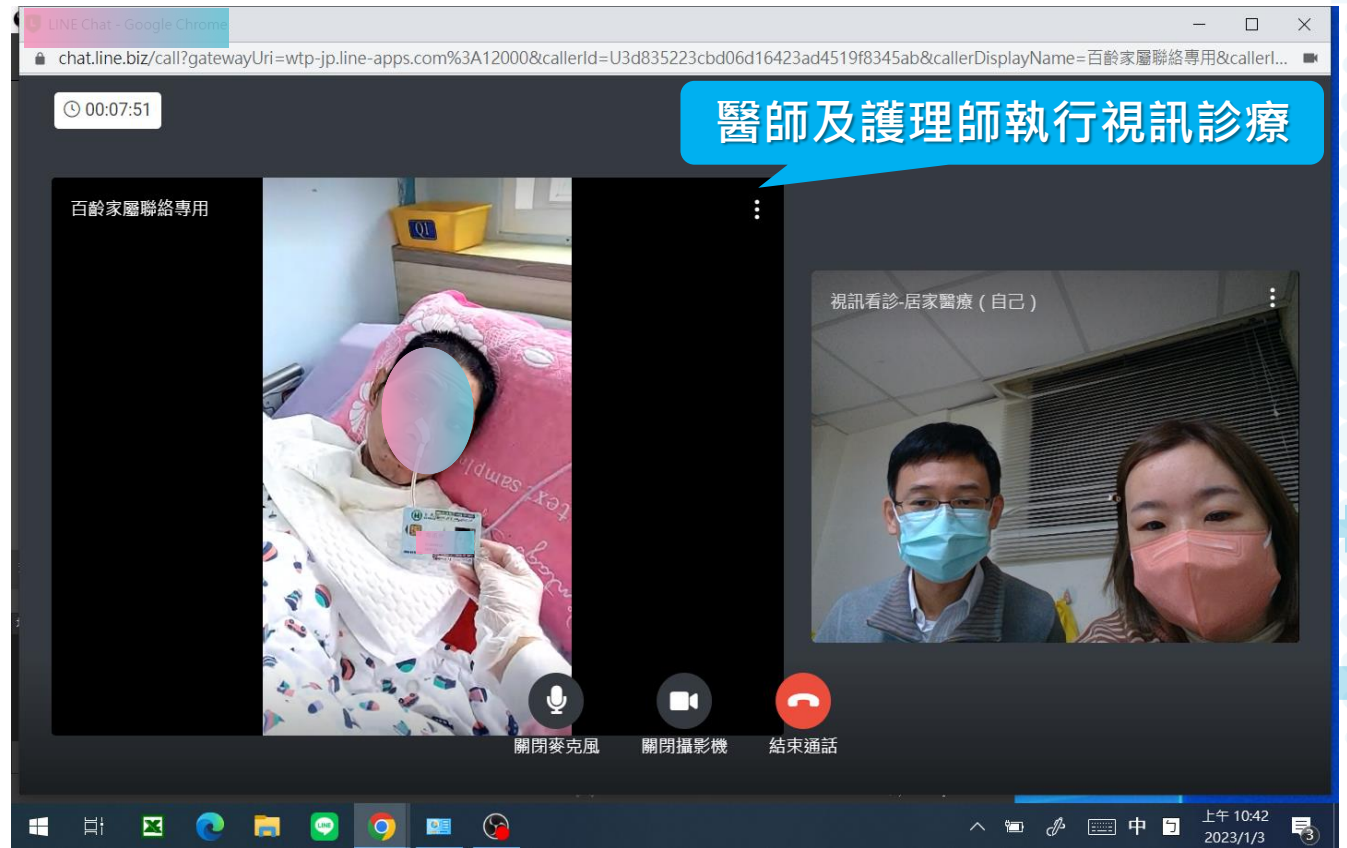 LINE Chat - Google Chrome
chat.line.biz/call?gatewayUri=wtp-jp.line-apps.com%3A12000&callerId=U3d835223cbd06d16423ad4519f8345ab&callerDisplayName=百齡家屬聯絡專用&callerI...
00:07:51
醫師及護理師執行視訊診療
百齡家屬聯絡專用
Q1
視訊看診-居家醫療（自己）
text sample
關閉麥克風
關閉攝影機
結束通話
LINE
中
上午 10:42
2023/1/3
3